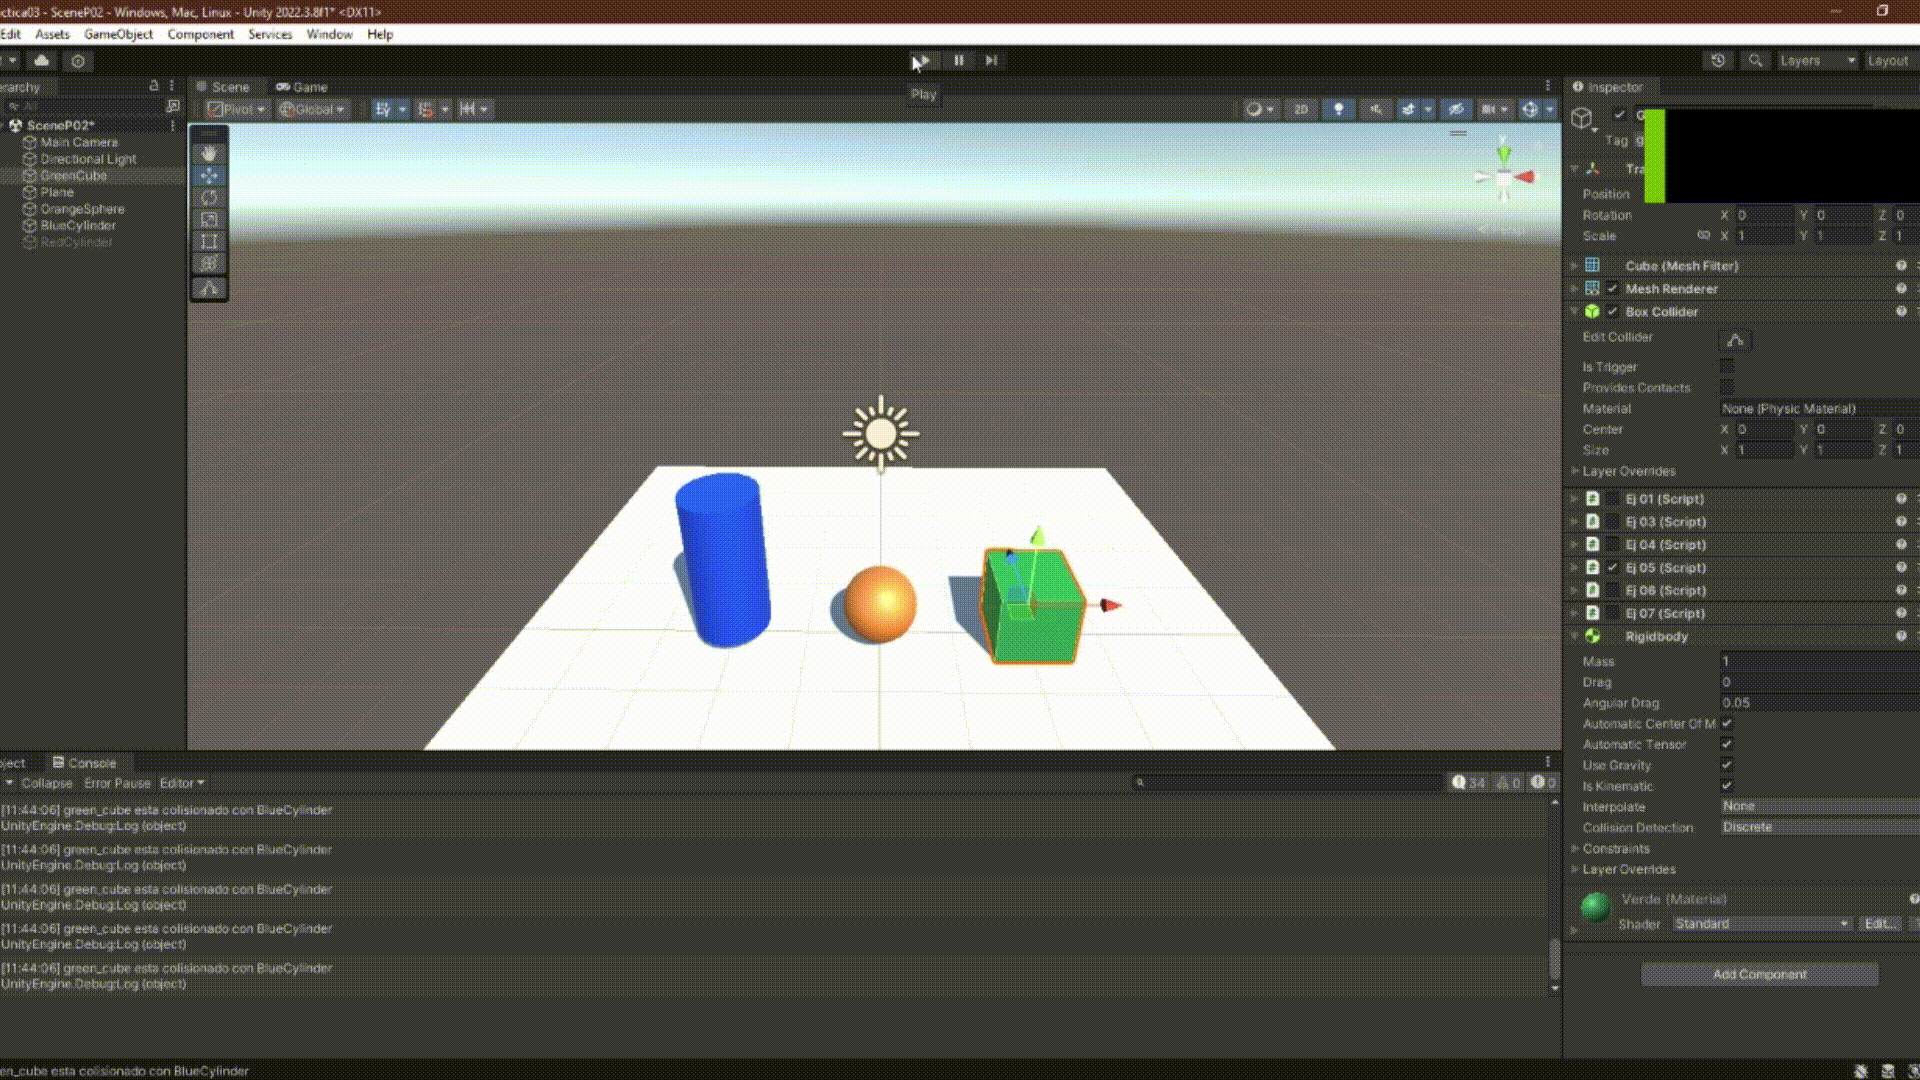 ctica03 - SceneP02 - Windows, Mac, Linux - Unity 2022.3.8f1* <DX11>
Edit Assets GameObject Component Services Window Help
Layers Layout
Play
erarchy
All
SceneP02*
Main Camera
Directional Light
GreenCube
Plane
OrangeSphere
BlueCylinder
RedCylinder
Scene Game
Pivot Global 2D
y
Persp
Inspector
G
Tag g
Tra
Position
Rotation X 0 Y 0 Z 0
Scale X 1 Y 1 Z 1
Cube (Mesh Filter)
Mesh Renderer
Box Collider
Edit Collider
Is Trigger
Provides Contacts
Material None (Physic Material)
Center X 0 Y 0 Z 0
Size X 1 Y 1 Z 1
Layer Overrides
Ej 01 (Script)
Ej 03 (Script)
Ej 04 (Script)
Ej 05 (Script)
Ej 06 (Script)
Ej 07 (Script)
Rigidbody
Mass 1
Drag 0
Angular Drag 0.05
Automatic Center Of M
Automatic Tensor
Use Gravity
Is Kinematic
Interpolate None
Collision Detection Discrete
Constraints
Layer Overrides
Verde (Material)
Shader Standard Edit...
Add Component
oject Console
Collapse Error Pause Editor 34 0 0
[11:44:06] green_cube esta colisionado con BlueCylinder
UnityEngine.Debug:Log (object)
[11:44:06] green_cube esta colisionado con BlueCylinder
UnityEngine.Debug:Log (object)
[11:44:06] green_cube esta colisionado con BlueCylinder
UnityEngine.Debug:Log (object)
[11:44:06] green_cube esta colisionado con BlueCylinder
UnityEngine.Debug:Log (object)
[11:44:06] green_cube esta colisionado con BlueCylinder
UnityEngine.Debug:Log (object)
en_cube esta colisionado con BlueCylinder